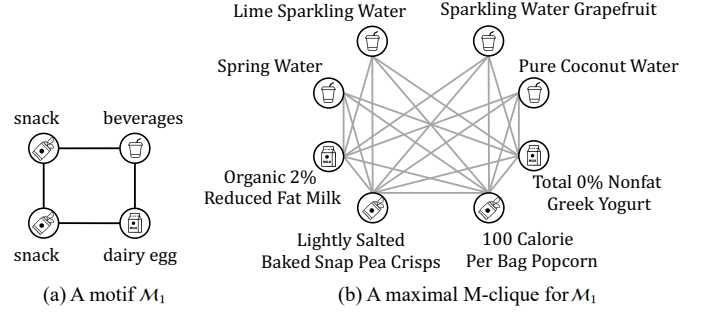 Lime Sparkling Water
Sparkling Water Grapefruit
Spring Water
Pure Coconut Water
snack
beverages
Organic 2%
Reduced Fat Milk
Total 0% Nonfat
Greek Yogurt
snack
dairy egg
Lightly Salted
Baked Snap Pea Crisps
100 Calorie
Per Bag Popcorn
(a) A motif ℳ₁
(b) A maximal M-clique for ℳ₁